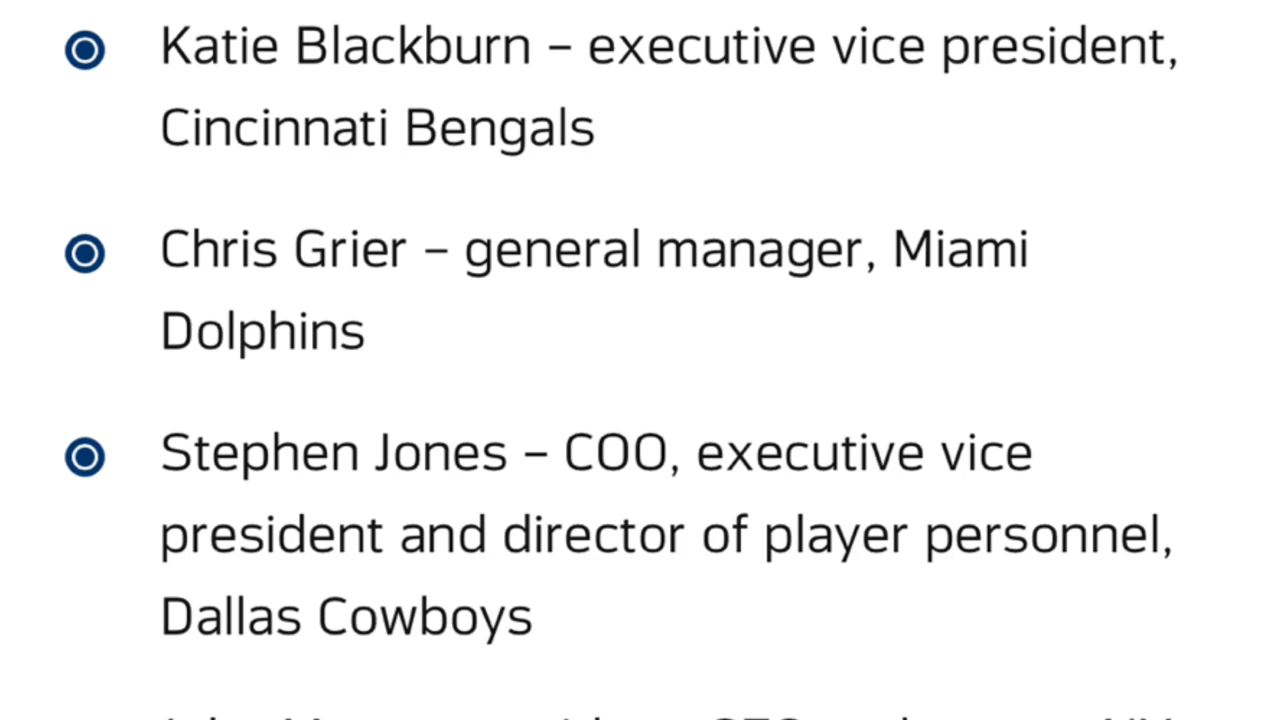 Katie Blackburn – executive vice president,
Cincinnati Bengals
Chris Grier – general manager, Miami
Dolphins
Stephen Jones – COO, executive vice
president and director of player personnel,
Dallas Cowboys